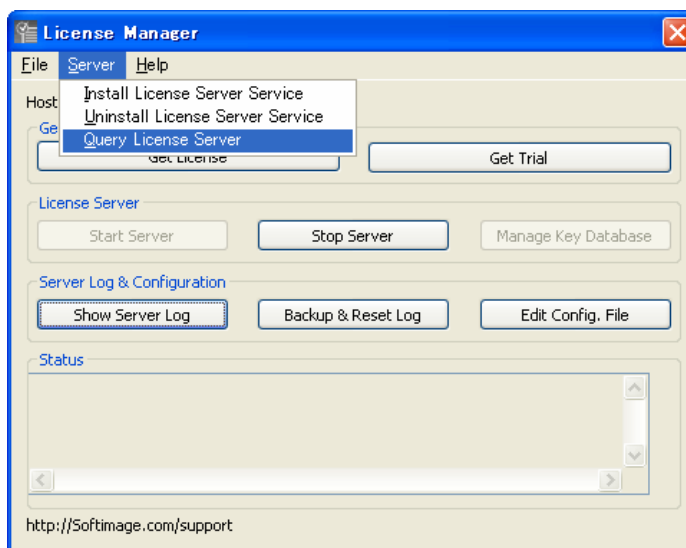 License Manager
File Server Help
Install License Server Service
Host
Uninstall License Server Service
Ge
Query License Server
Get License Get Trial
License Server
Start Server Stop Server Manage Key Database
Server Log & Configuration
Show Server Log Backup & Reset Log Edit Config. File
Status
http://Softimage.com/support